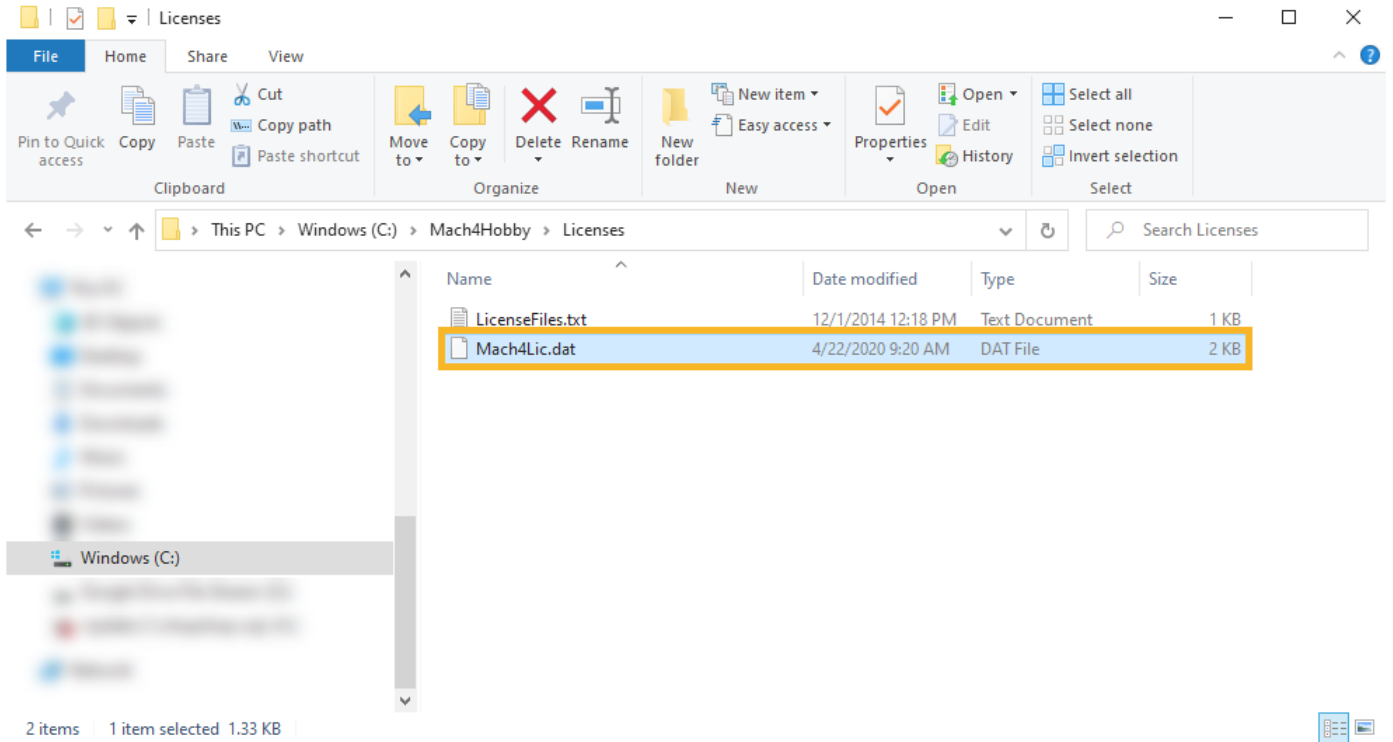 Licenses
File Home Share View
Pin to Quick access
Copy
Paste
Cut
Copy path
Paste shortcut
Clipboard
Move to
Copy to
Delete
Rename
Organize
New folder
New item
Easy access
New
Properties
Open
Edit
History
Open
Select all
Select none
Invert selection
Select
This PC > Windows (C:) > Mach4Hobby > Licenses
Search Licenses
Name Date modified Type Size
LicenseFiles.txt 12/1/2014 12:18 PM Text Document 1 KB
Mach4Lic.dat 4/22/2020 9:20 AM DAT File 2 KB
Windows (C:)
2 items 1 item selected 1.33 KB